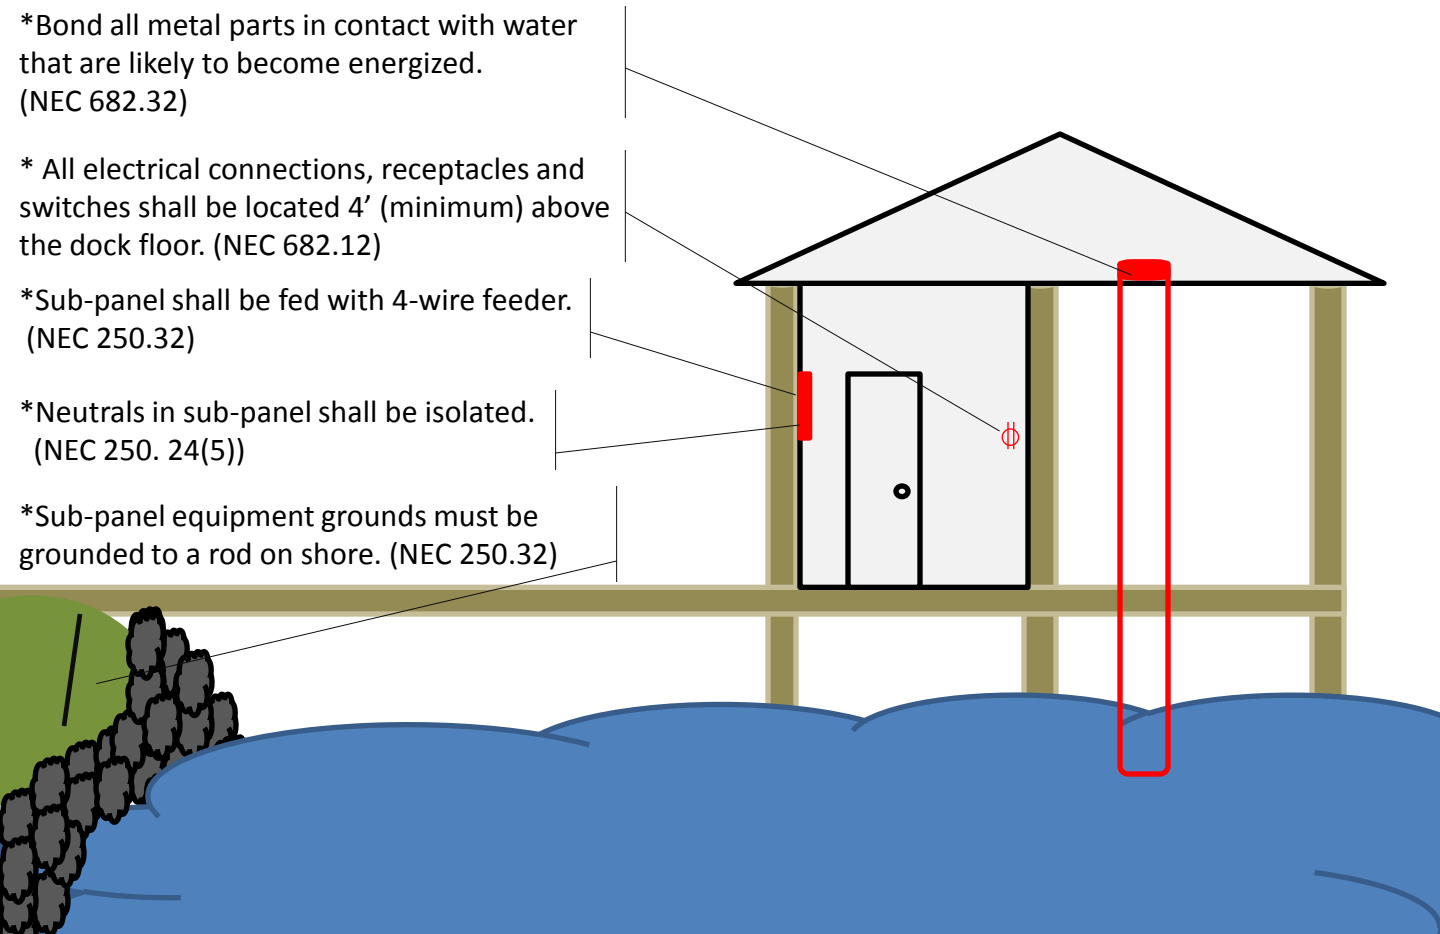 *Bond all metal parts in contact with water
that are likely to become energized.
(NEC 682.32)
* All electrical connections, receptacles and
switches shall be located 4’ (minimum) above
the dock floor. (NEC 682.12)
*Sub-panel shall be fed with 4-wire feeder.
(NEC 250.32)
*Neutrals in sub-panel shall be isolated.
(NEC 250. 24(5))
*Sub-panel equipment grounds must be
grounded to a rod on shore. (NEC 250.32)